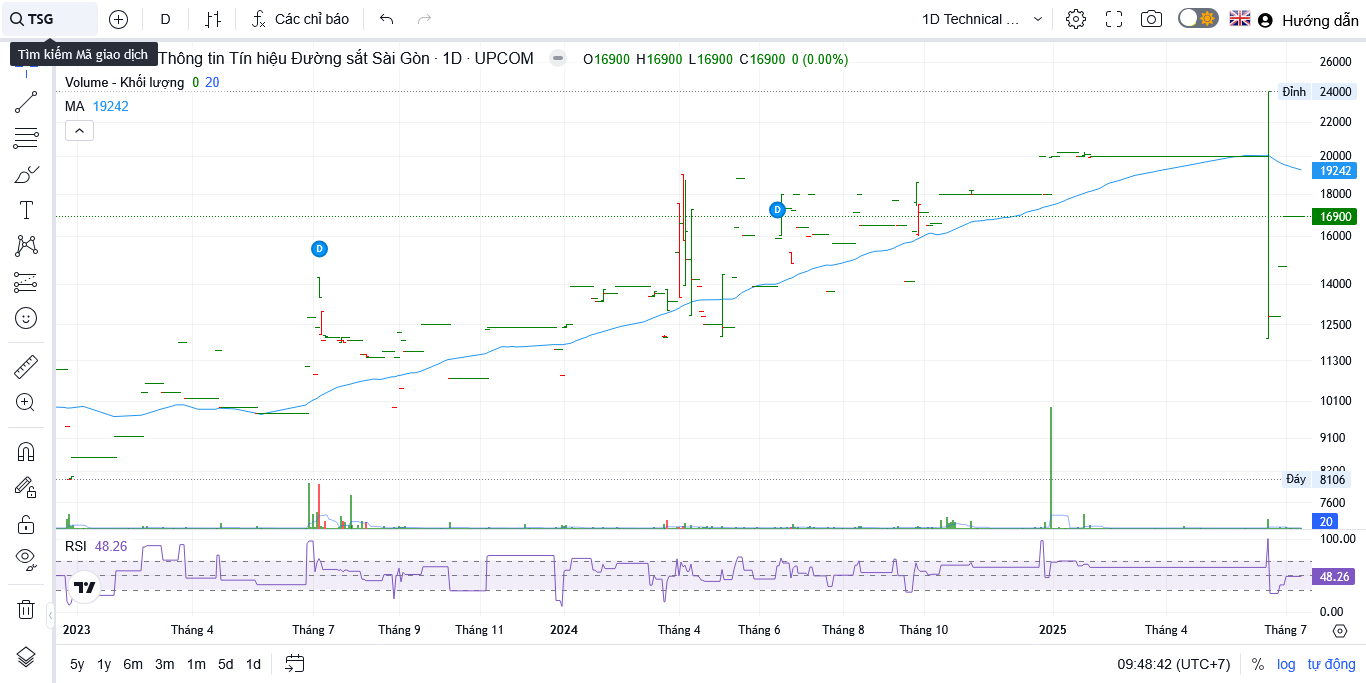 TSG
D
Các chỉ báo
1D Technical ...
Hướng dẫn
Tìm kiếm Mã giao dịch
Thông tin Tín hiệu Đường sắt Sài Gòn · 1D · UPCOM
O16900 H16900 L16900 C16900 0 (0.00%)
Volume - Khối lượng 0 20
MA 19242
26000
Đỉnh 24000
22000
20000
19242
18000
16900
16000
14000
12500
11300
10100
9100
8200
Đáy 8106
7600
20
D
D
RSI 48.26
100.00
48.26
0.00
2023
Tháng 4
Tháng 7
Tháng 9
Tháng 11
2024
Tháng 4
Tháng 6
Tháng 8
Tháng 10
2025
Tháng 4
Tháng 7
5y 1y 6m 3m 1m 5d 1d
09:48:42 (UTC+7)
% log tự động